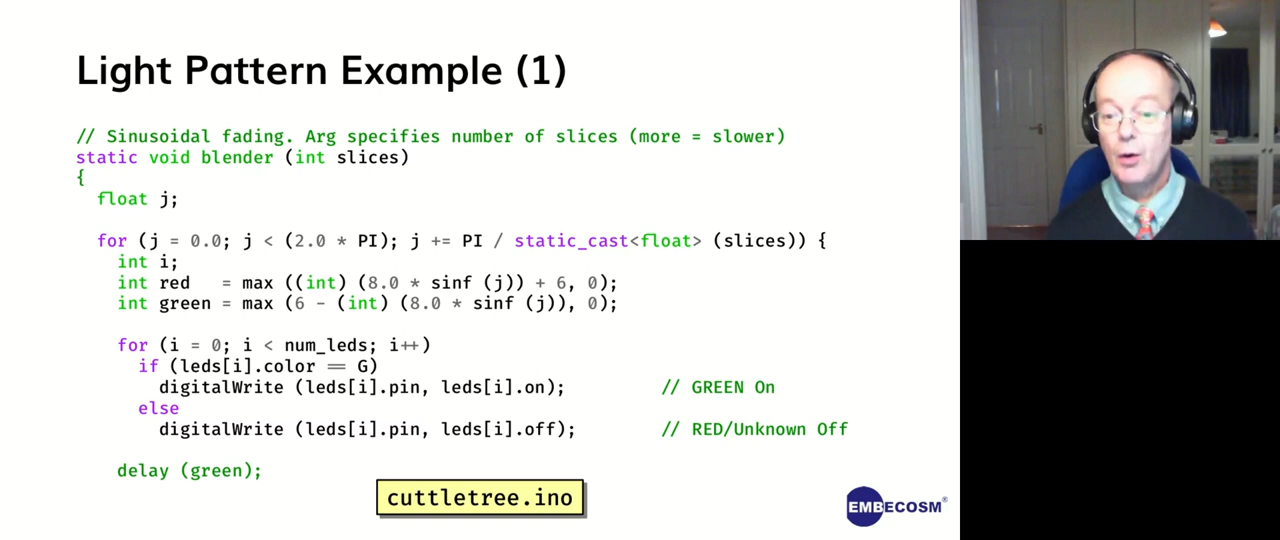 Light Pattern Example (1)
// Sinusoidal fading. Arg specifies number of slices (more = slower)
static void blender (int slices)
{
  float j;
  for (j = 0.0; j < (2.0 * PI); j += PI / static_cast<float> (slices)) {
    int i;
    int red   = max ((int) (8.0 * sinf (j)) + 6, 0);
    int green = max (6 - (int) (8.0 * sinf (j)), 0);
    for (i = 0; i < num_leds; i++)
      if (leds[i].color == G)
        digitalWrite (leds[i].pin, leds[i].on);         // GREEN On
      else
        digitalWrite (leds[i].pin, leds[i].off);        // RED/Unknown Off
    delay (green);
cuttletree.ino
EMBECOSM®